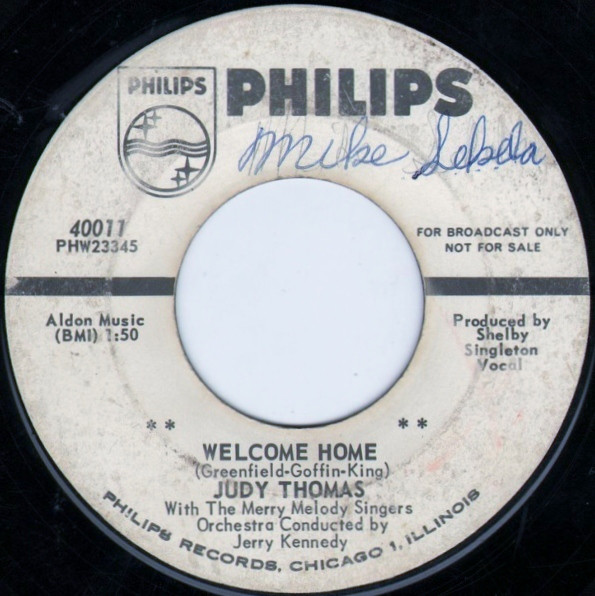 PHILIPS
PHILIPS
Mike
40011
PHW23345
FOR BROADCAST ONLY
NOT FOR SALE
Aldon Music
(BMI) :50
Produced by
Shelby
Singleton
Vocal
** **
WELCOME HOME
(Greenfield-Goffin-King)
JUDY THOMAS
With The Merry Melody Singers
Orchestra Conducted by
Jerry Kennedy
PHILIPS RECORDS, CHICAGO 1, ILLINOIS